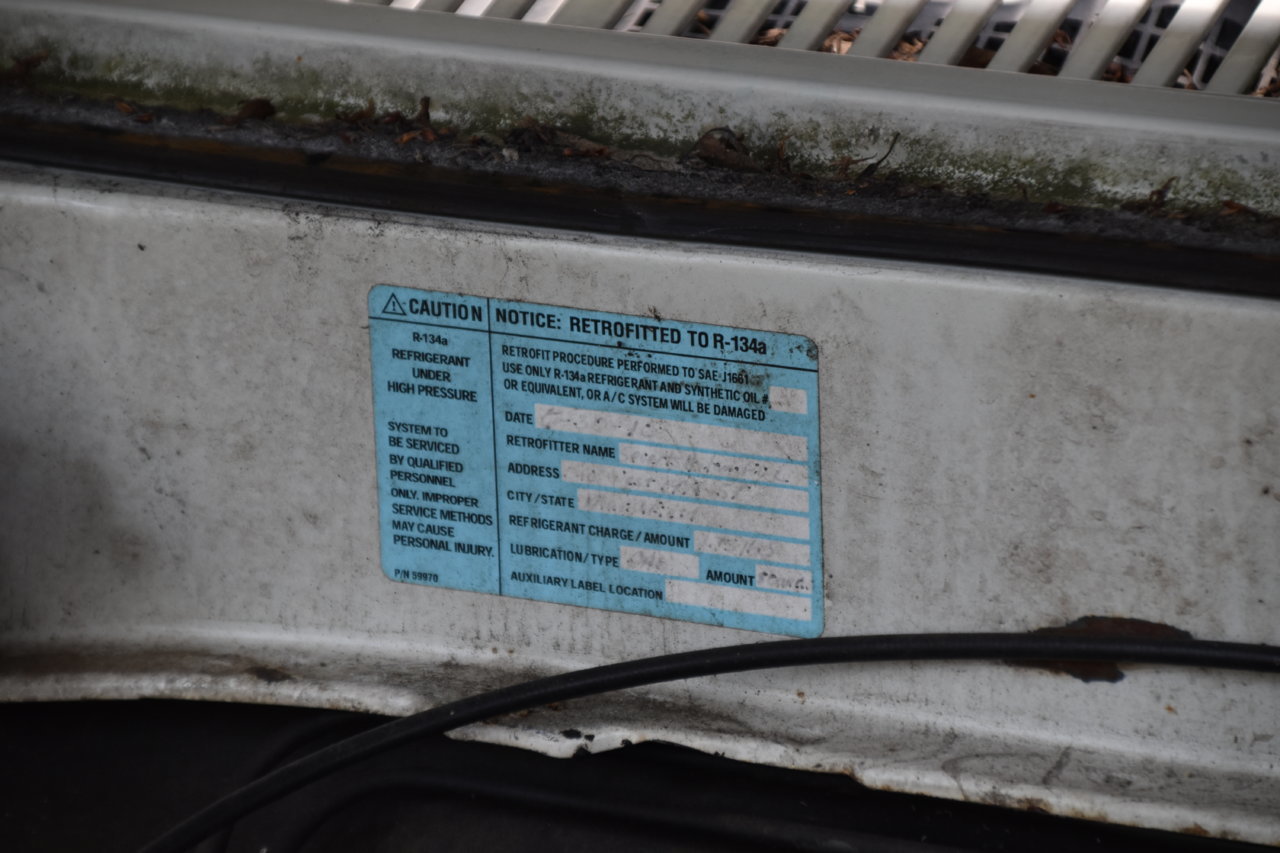 CAUTION
R-134a
REFRIGERANT
UNDER
HIGH PRESSURE
SYSTEM TO
BE SERVICED
BY QUALIFIED
PERSONNEL
ONLY. IMPROPER
SERVICE METHODS
MAY CAUSE
PERSONAL INJURY.
P/N 59970
NOTICE: RETROFITTED TO R-134a
RETROFIT PROCEDURE PERFORMED TO SAE J1661
USE ONLY R-134a REFRIGERANT AND SYNTHETIC OIL #
OR EQUIVALENT, OR A/C SYSTEM WILL BE DAMAGED
DATE
RETROFITTER NAME
ADDRESS
CITY/STATE
REFRIGERANT CHARGE/AMOUNT
LUBRICATION/TYPE AMOUNT
AUXILIARY LABEL LOCATION